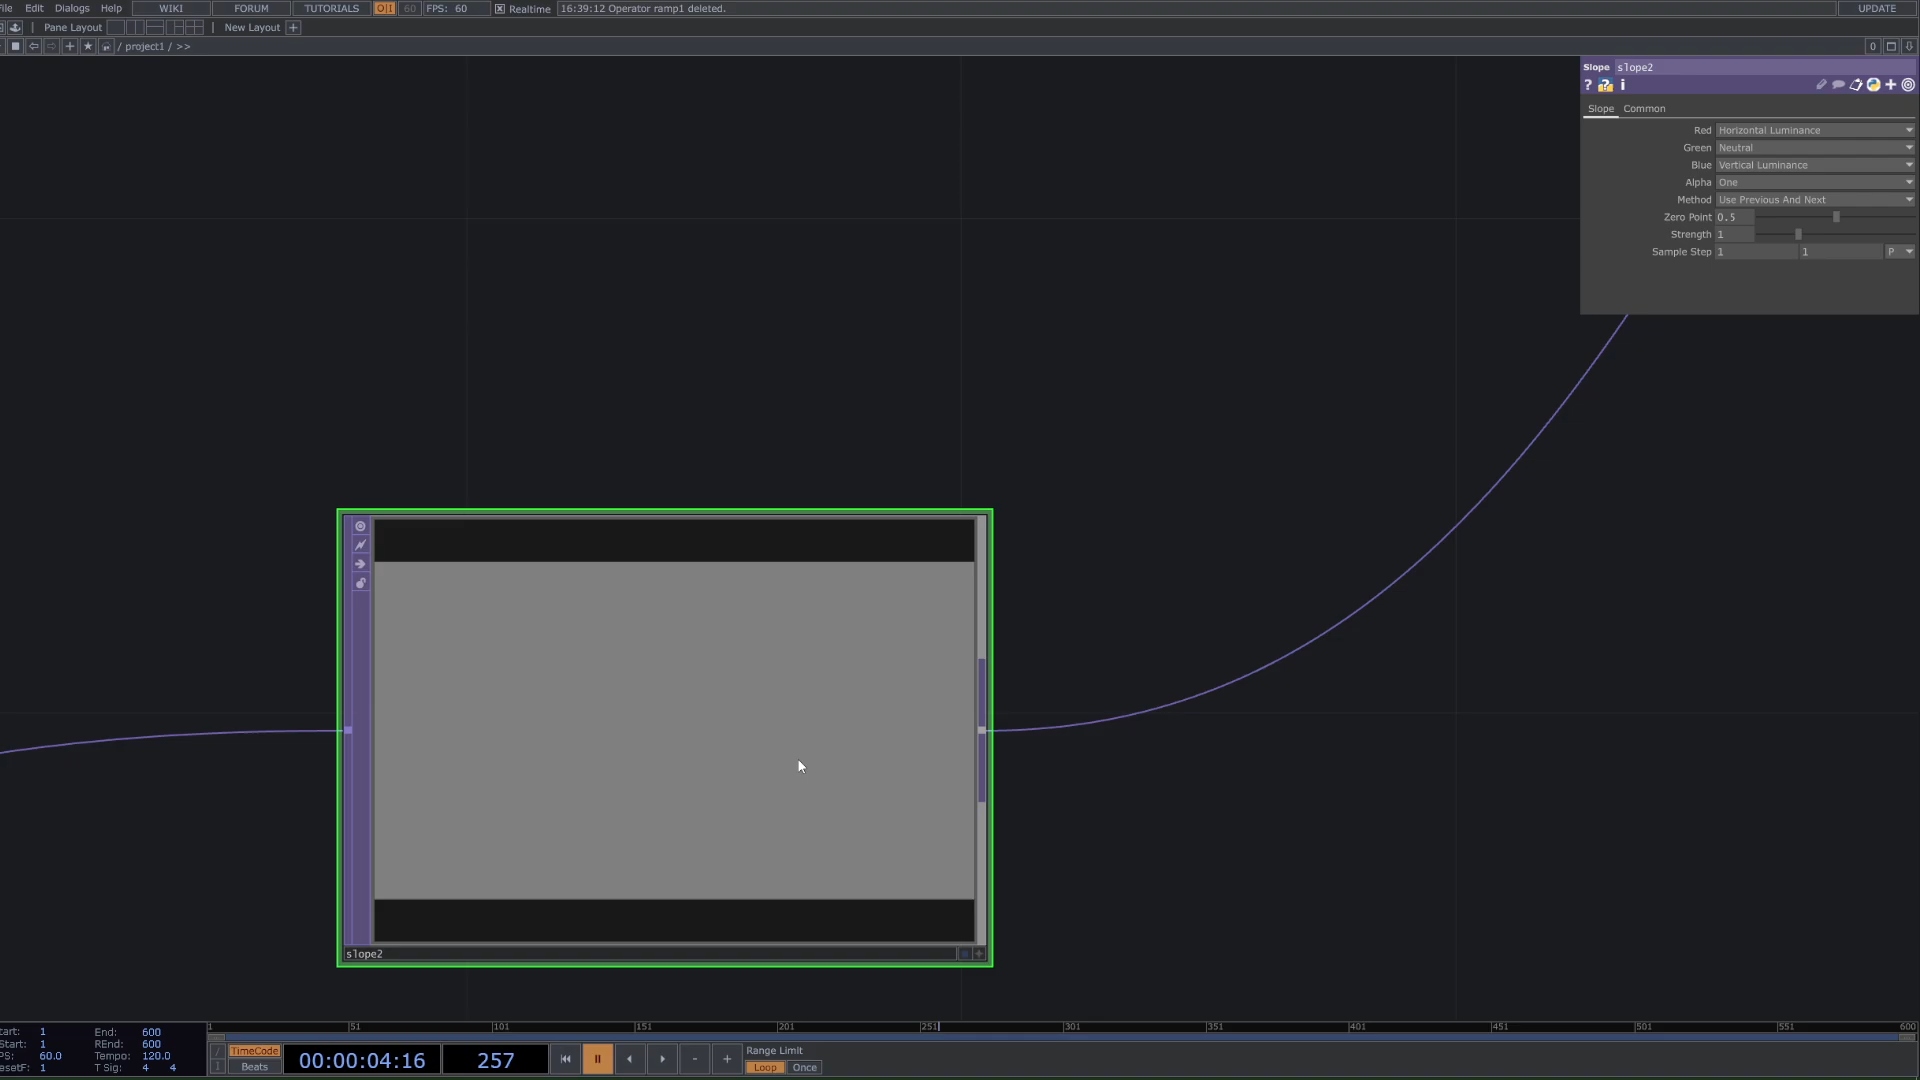 File Edit Dialogs Help WIKI FORUM TUTORIALS O|I 60 FPS: 60 Realtime 16:39:12 Operator ramp1 deleted. UPDATE
Pane Layout New Layout +
/ project1 / >> 0
Slope slope2
? ? i
Slope Common
Red Horizontal Luminance
Green Neutral
Blue Vertical Luminance
Alpha One
Method Use Previous And Next
Zero Point 0.5
Strength 1
Sample Step 1 1 P
slope2
1 51 101 151 201 251 301 351 401 451 501 551 600
tart: 1 End: 600
Start: 1 REnd: 600
PS: 60.0 Tempo: 120.0
esetF: 1 T Sig: 4 4
TimeCode
Beats
00:00:04:16 257 - +
Range Limit
Loop Once